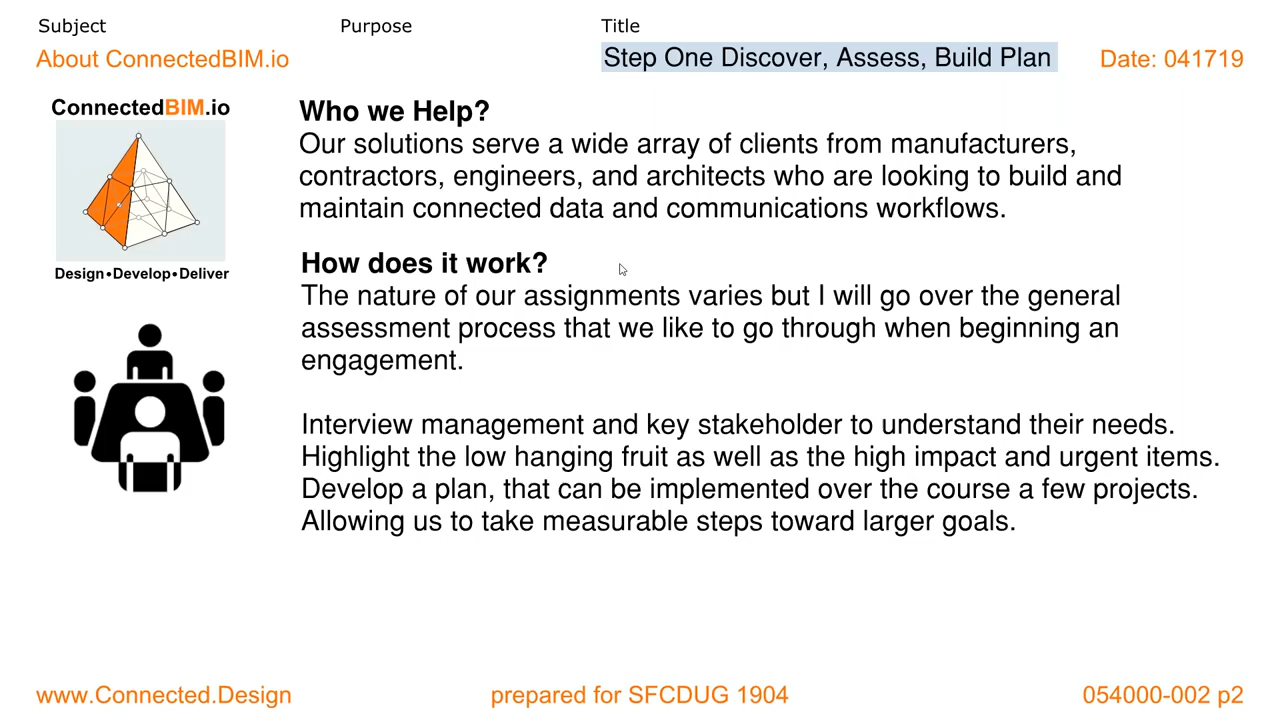 Subject
Purpose
Title
About ConnectedBIM.io
Step One Discover, Assess, Build Plan
Date: 041719
ConnectedBIM.io
Design•Develop•Deliver
Who we Help?
Our solutions serve a wide array of clients from manufacturers,
contractors, engineers, and architects who are looking to build and
maintain connected data and communications workflows.
How does it work?
The nature of our assignments varies but I will go over the general
assessment process that we like to go through when beginning an
engagement.
Interview management and key stakeholder to understand their needs.
Highlight the low hanging fruit as well as the high impact and urgent items.
Develop a plan, that can be implemented over the course a few projects.
Allowing us to take measurable steps toward larger goals.
www.Connected.Design
prepared for SFCDUG 1904
054000-002 p2